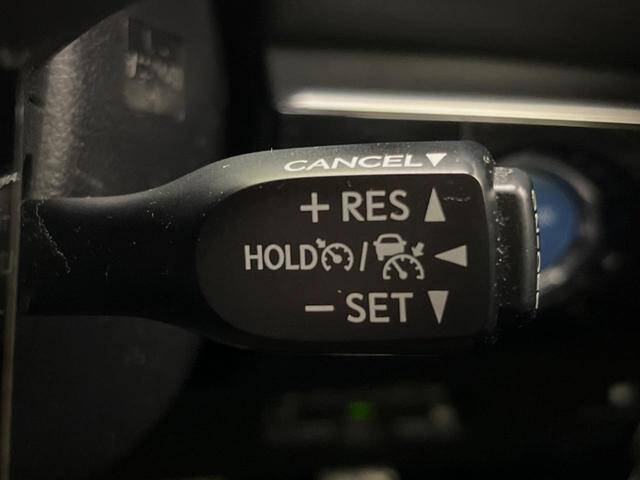 CANCEL▼
+ RES ▲
HOLD / ◀
− SET ▼